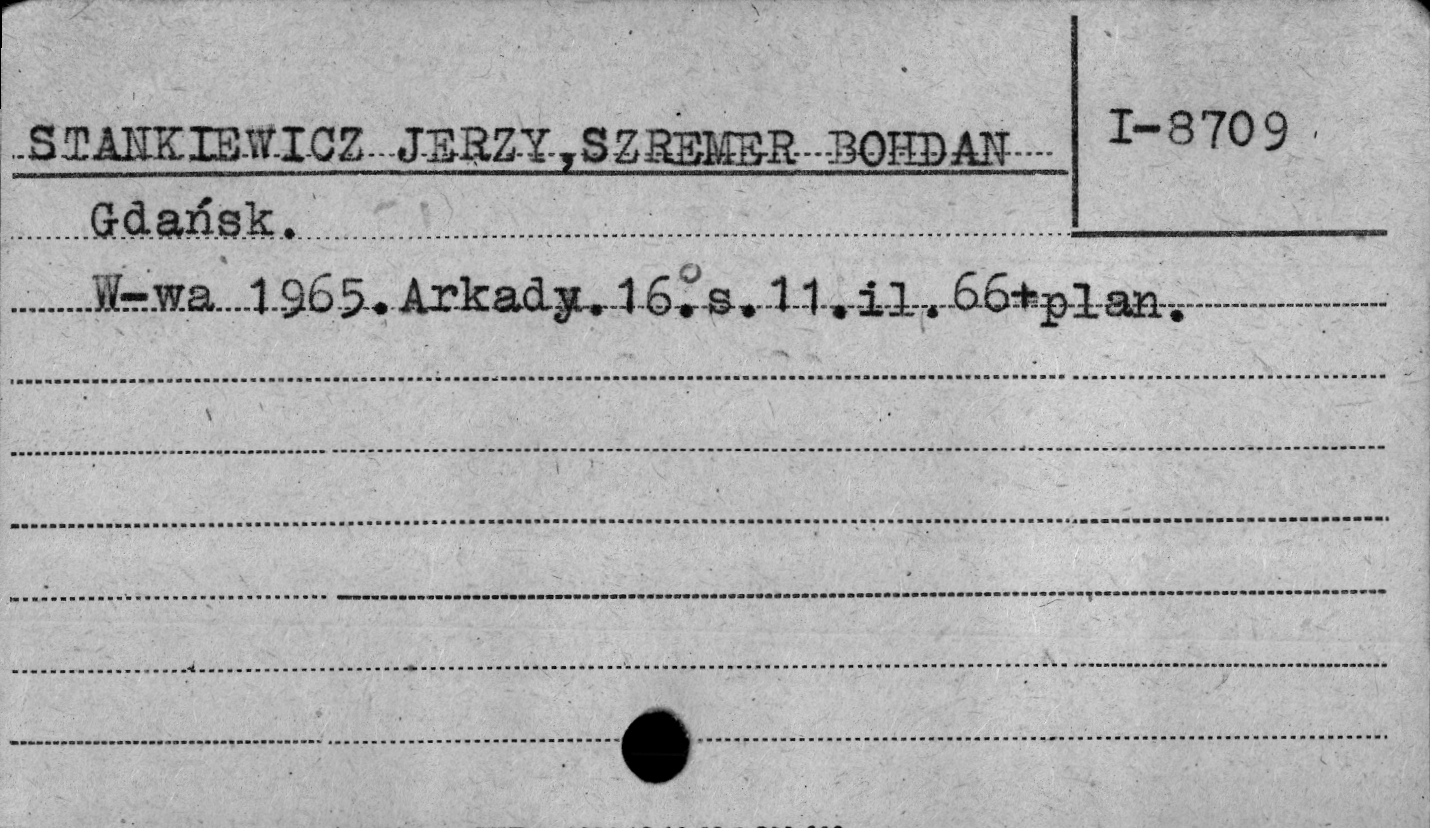 STANKIEWICZ JERZY, SZREMER BOHDAN
I-8709
Gdańsk.
W-wa 1965. Arkady. 16°. s. 11. il. 66+plan.